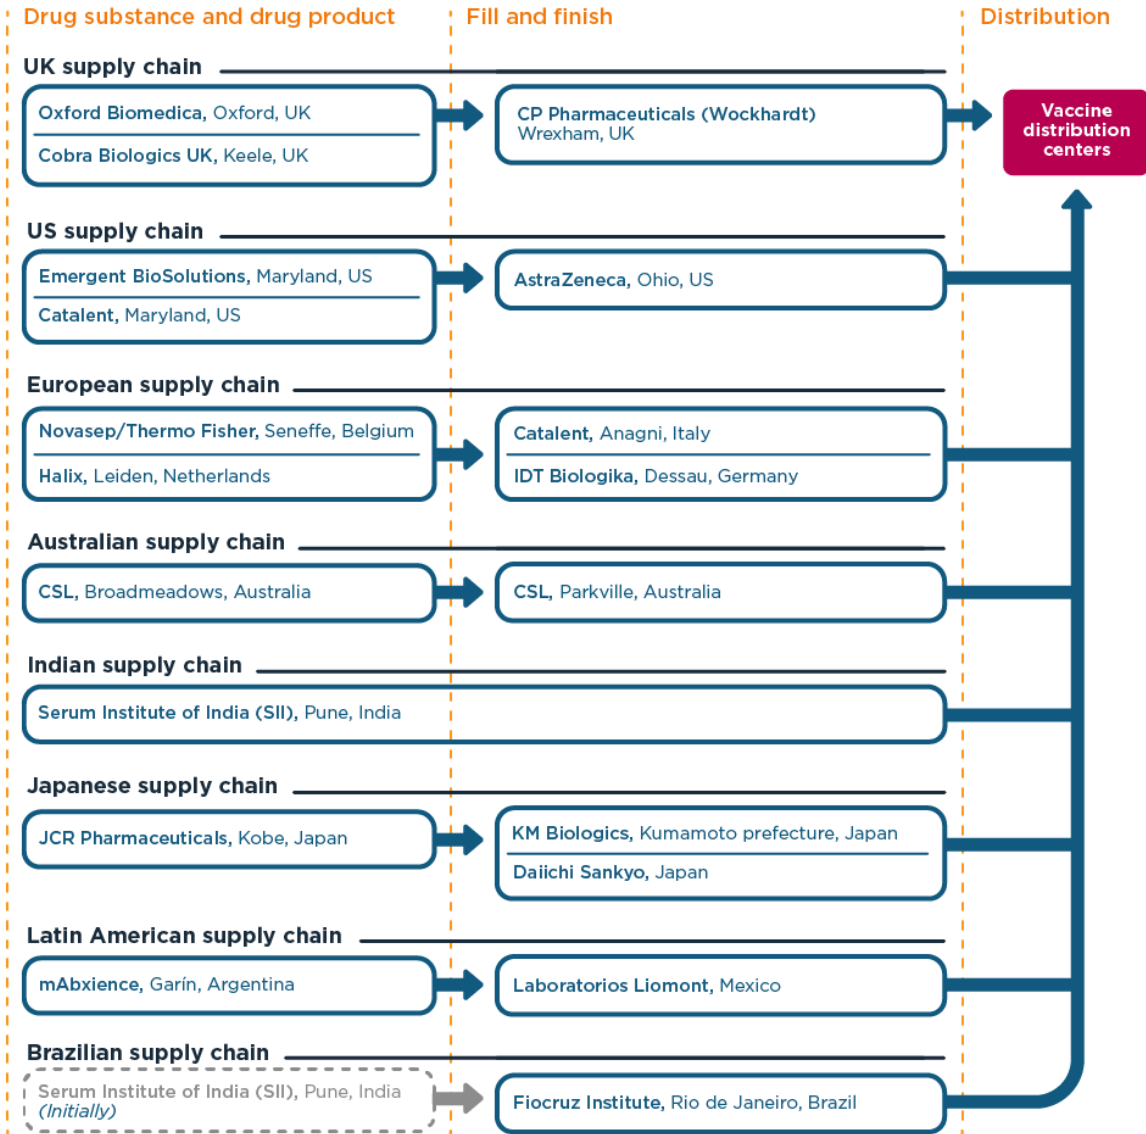 Drug substance and drug product
Fill and finish
Distribution
UK supply chain
Oxford Biomedica, Oxford, UK
Cobra Biologics UK, Keele, UK
CP Pharmaceuticals (Wockhardt)
Wrexham, UK
Vaccine
distribution
centers
US supply chain
Emergent BioSolutions, Maryland, US
Catalent, Maryland, US
AstraZeneca, Ohio, US
European supply chain
Novasep/Thermo Fisher, Seneffe, Belgium
Halix, Leiden, Netherlands
Catalent, Anagni, Italy
IDT Biologika, Dessau, Germany
Australian supply chain
CSL, Broadmeadows, Australia
CSL, Parkville, Australia
Indian supply chain
Serum Institute of India (SII), Pune, India
Japanese supply chain
JCR Pharmaceuticals, Kobe, Japan
KM Biologics, Kumamoto prefecture, Japan
Daiichi Sankyo, Japan
Latin American supply chain
mAbxience, Garín, Argentina
Laboratorios Liomont, Mexico
Brazilian supply chain
Serum Institute of India (SII), Pune, India
(Initially)
Fiocruz Institute, Rio de Janeiro, Brazil